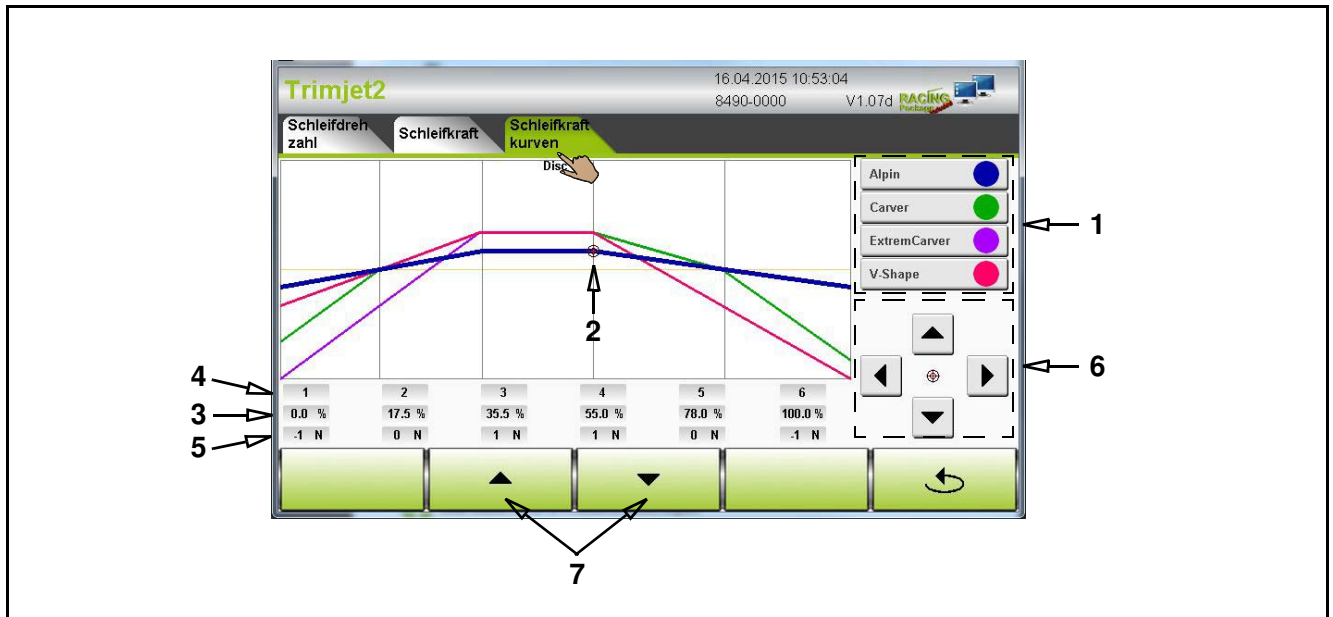 Trimjet2
16.04.2015 10:53:04
8490-0000 V1.07d RACING
Package
Schleifdreh
zahl
Schleifkraft
Schleifkraft
kurven
Disc
Alpin
Carver
ExtremCarver
V-Shape
1
2
6
4
1 2 3 4 5 6
3
0.0 % 17.5 % 35.5 % 55.0 % 78.0 % 100.0 %
5
-1 N 0 N 1 N 1 N 0 N -1 N
7